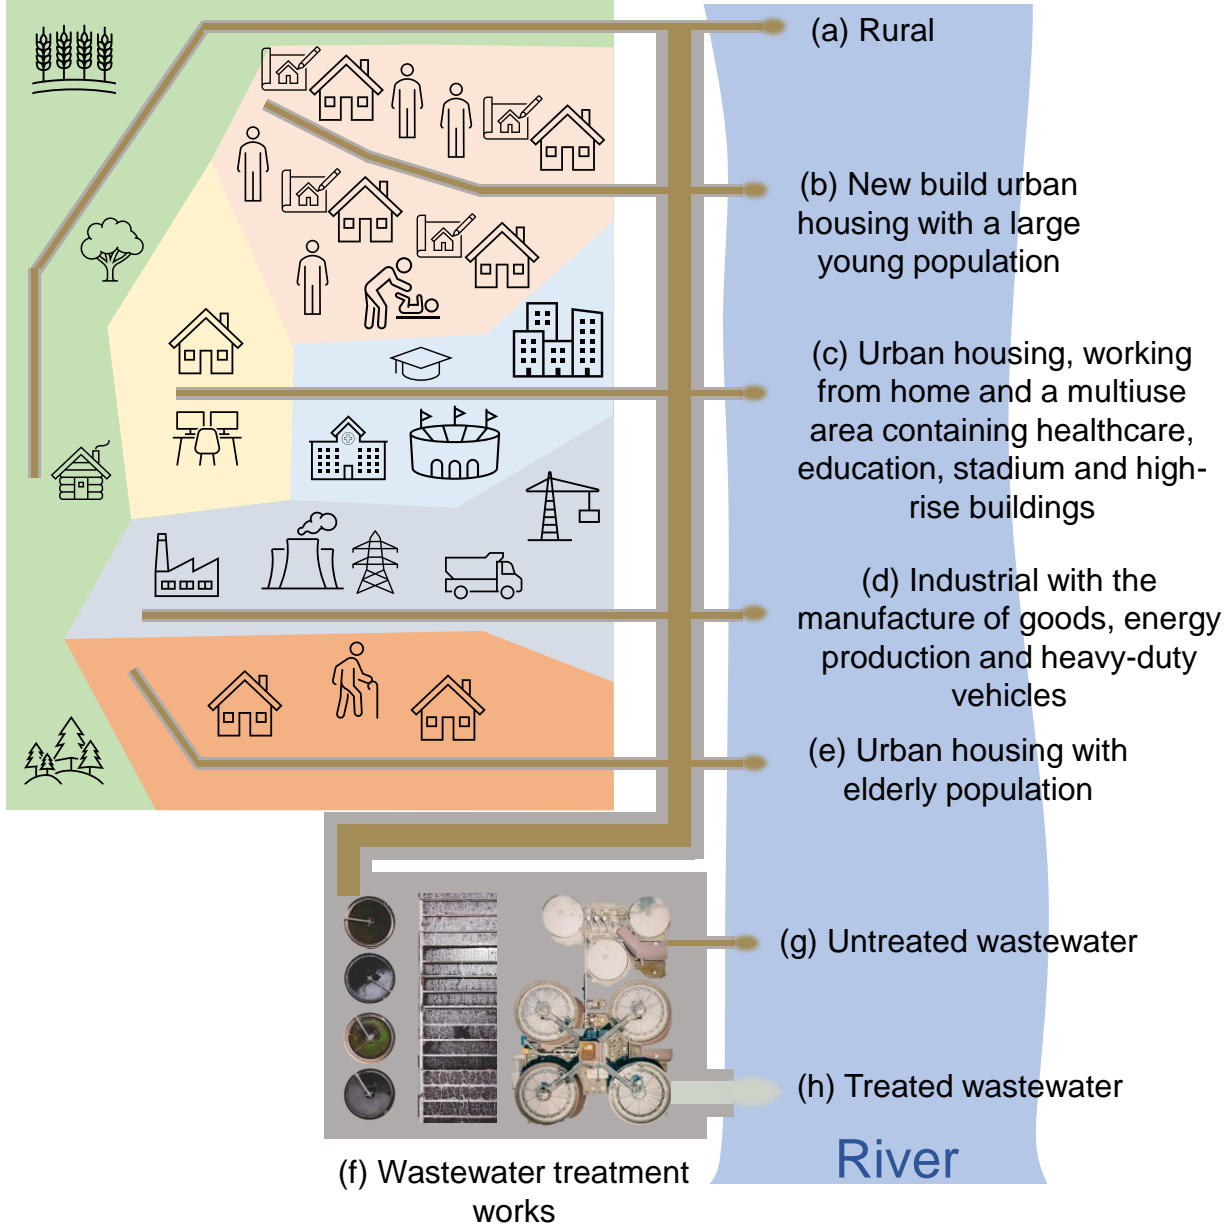 (a) Rural
(b) New build urban
housing with a large
young population
(c) Urban housing, working
from home and a multiuse
area containing healthcare,
education, stadium and high-
rise buildings
(d) Industrial with the
manufacture of goods, energy
production and heavy-duty
vehicles
(e) Urban housing with
elderly population
(g) Untreated wastewater
(h) Treated wastewater
River
(f) Wastewater treatment
works